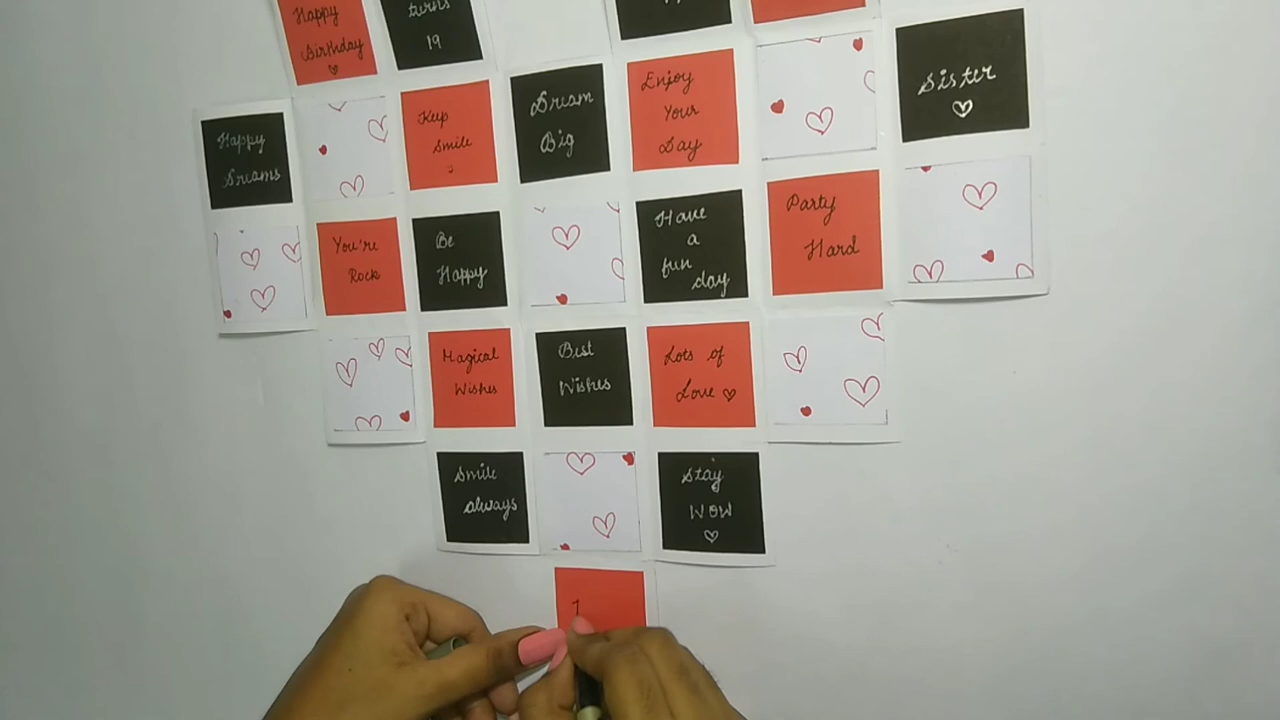 Happy
Birthday
turns
19
Happy
Dreams
Keep
Smile
Dream
Big
Enjoy
Your
Day
Sister
You're
Rock
Be
Happy
Have
a
fun
day
Party
Hard
Magical
Wishes
Best
Wishes
Lots of
Love
Smile
always
Stay
WOW